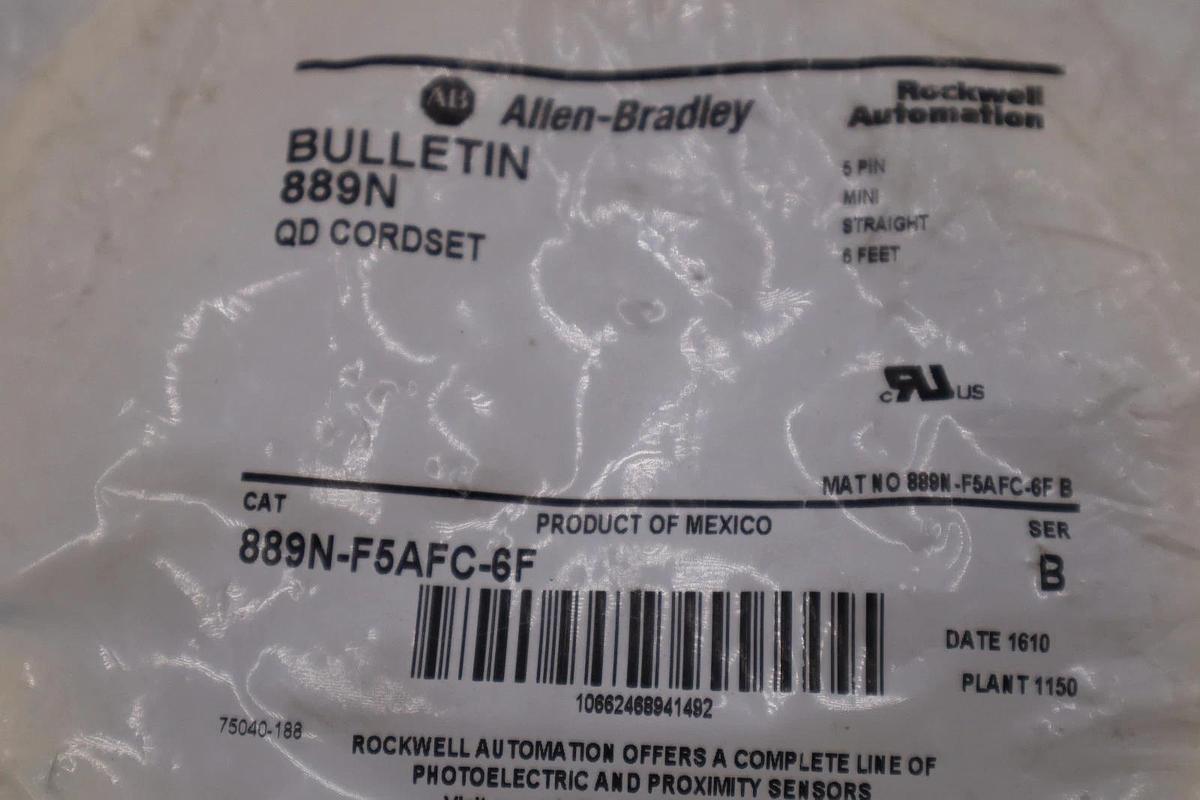 AB Allen-Bradley
Rockwell
Automation
BULLETIN
889N
QD CORDSET
5 PIN
MINI
STRAIGHT
6 FEET
c RU US
MAT NO 889N-F5AFC-6F B
CAT
PRODUCT OF MEXICO
SER
889N-F5AFC-6F
B
DATE 1610
PLANT 1150
10662468941492
75040-188
ROCKWELL AUTOMATION OFFERS A COMPLETE LINE OF
PHOTOELECTRIC AND PROXIMITY SENSORS